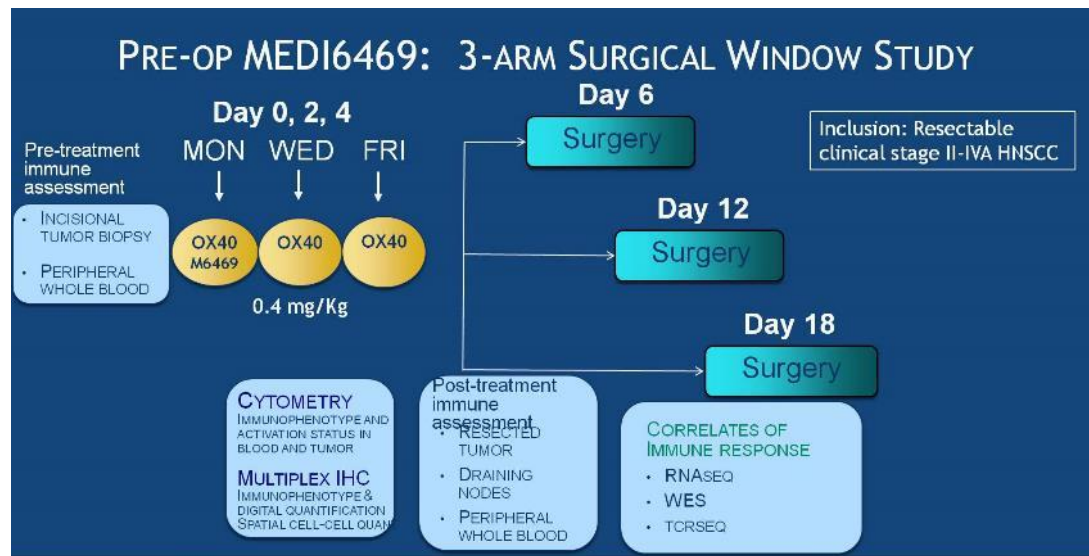 PRE-OP MEDI6469: 3-ARM SURGICAL WINDOW STUDY
Day 0, 2, 4
MON WED FRI
Pre-treatment
immune
assessment
• INCISIONAL
TUMOR BIOPSY
• PERIPHERAL
WHOLE BLOOD
OX40
M6469
OX40
OX40
0.4 mg/Kg
Day 6
Surgery
Day 12
Surgery
Day 18
Surgery
Inclusion: Resectable
clinical stage II-IVA HNSCC
CYTOMETRY
IMMUNOPHENOTYPE AND
ACTIVATION STATUS IN
BLOOD AND TUMOR
MULTIPLEX IHC
IMMUNOPHENOTYPE &
DIGITAL QUANTIFICATION
SPATIAL CELL-CELL QUAN
Post-treatment
immune
assessment
• RESECTED
TUMOR
• DRAINING
NODES
• PERIPHERAL
WHOLE BLOOD
CORRELATES OF
IMMUNE RESPONSE
• RNASEQ
• WES
• TCRSEQ